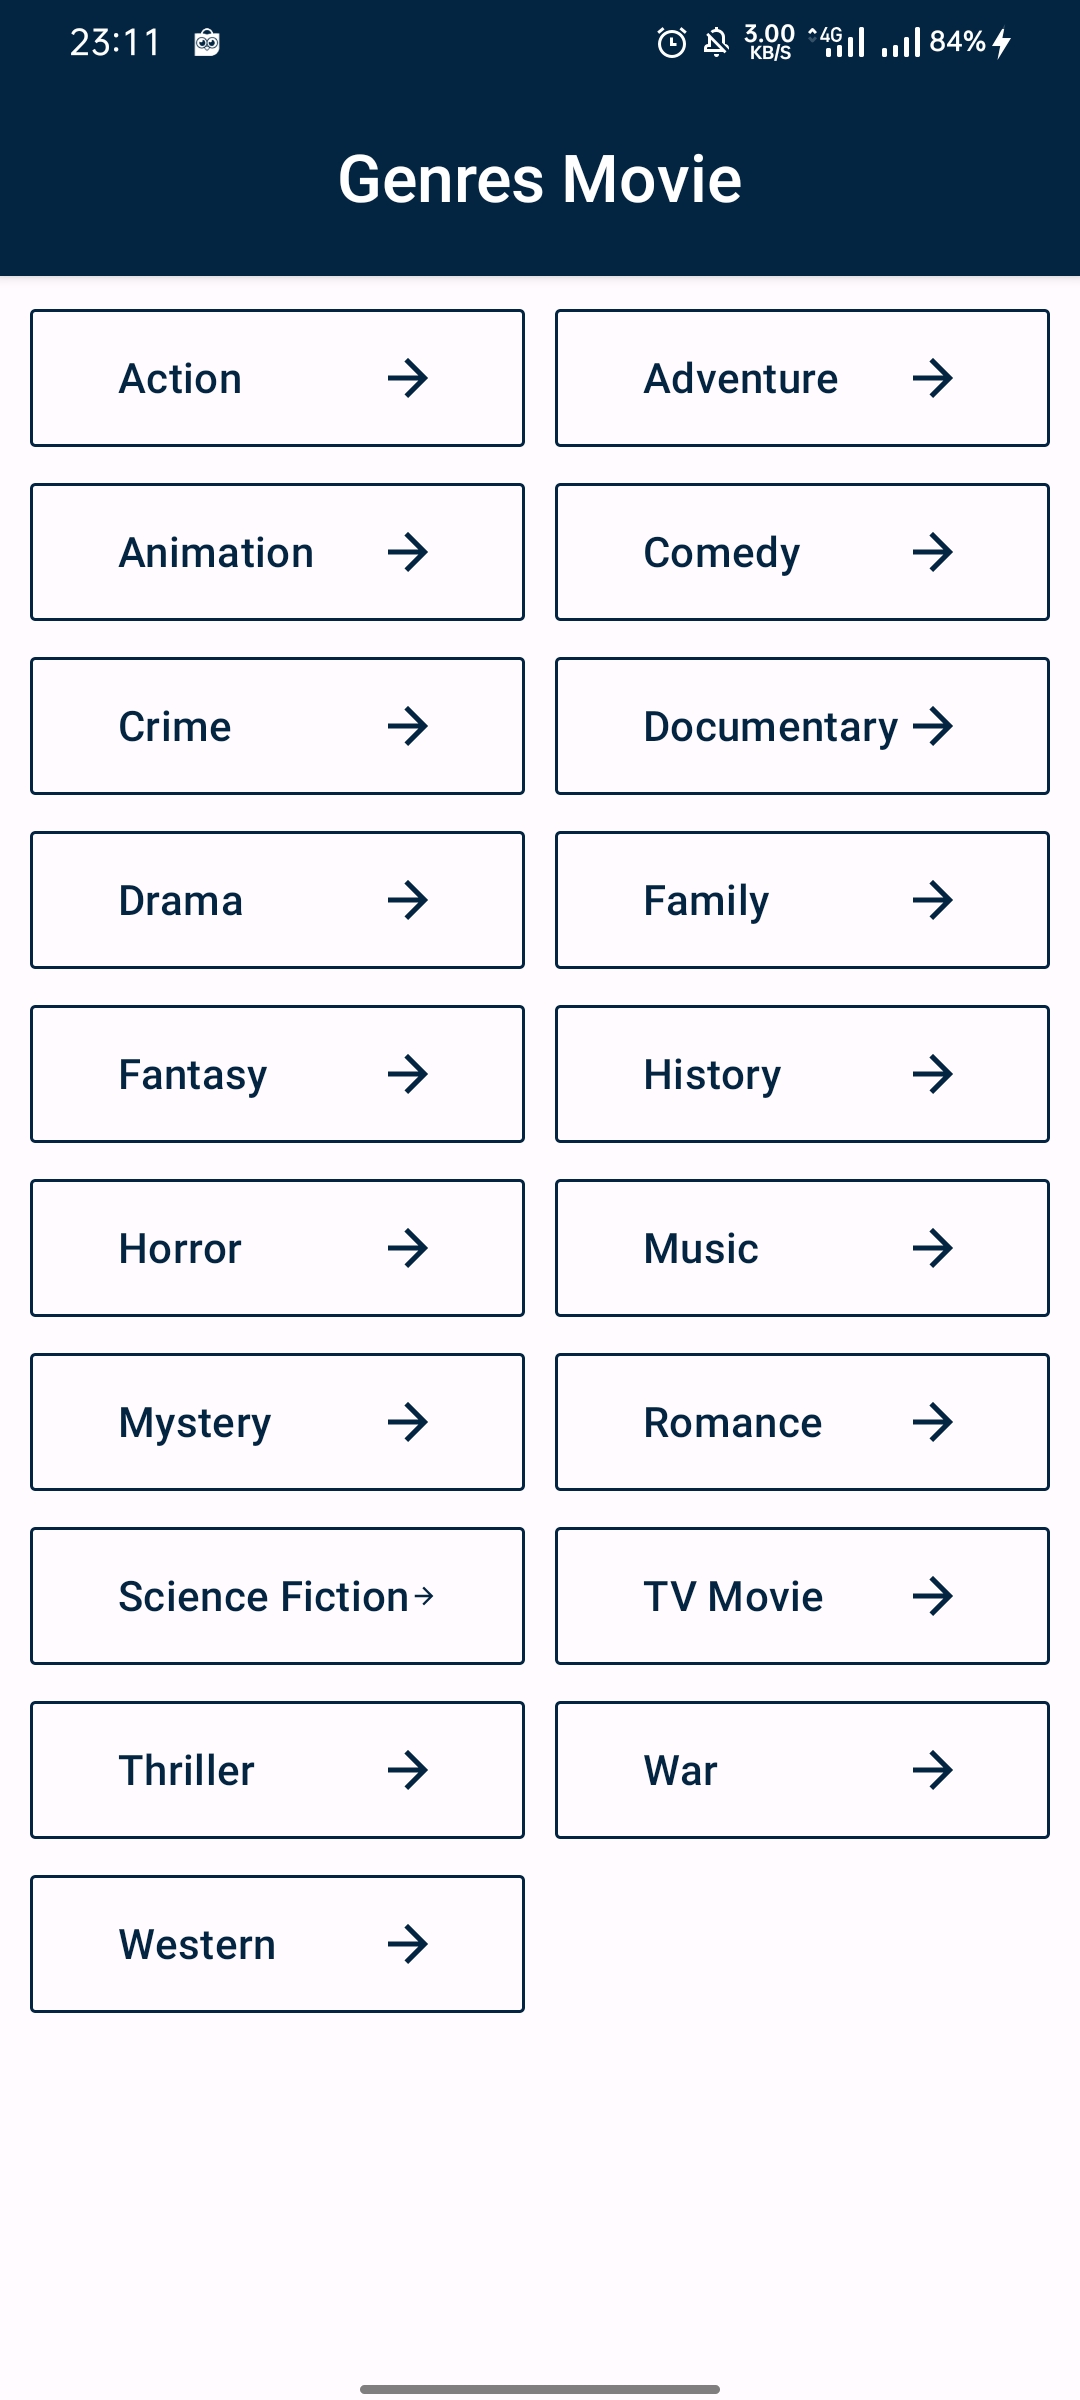 23:11 3.00 KB/S 4G 84%
Genres Movie
Action Adventure
Animation Comedy
Crime Documentary
Drama Family
Fantasy History
Horror Music
Mystery Romance
Science Fiction TV Movie
Thriller War
Western